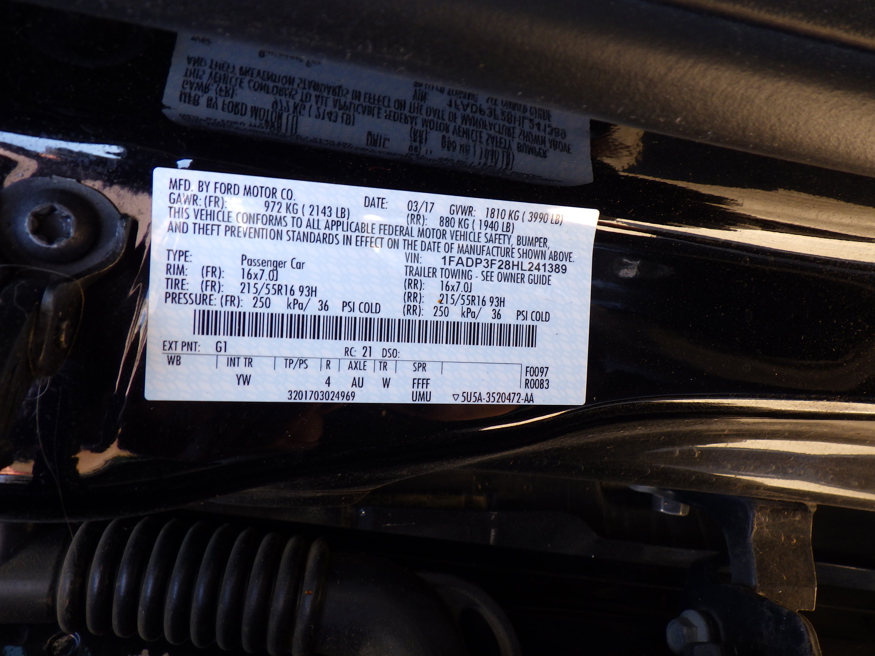 MFD. BY FORD MOTOR CO. DATE: 03/17 GVWR: 1810 KG ( 3990 LB)
GAWR: (FR): 972 KG ( 2143 LB) (RR): 880 KG ( 1940 LB)
THIS VEHICLE CONFORMS TO ALL APPLICABLE FEDERAL MOTOR VEHICLE SAFETY, BUMPER,
AND THEFT PREVENTION STANDARDS IN EFFECT ON THE DATE OF MANUFACTURE SHOWN ABOVE.
VIN: 1FADP3F28HL241389
TYPE: Passenger Car TRAILER TOWING - SEE OWNER GUIDE
RIM: (FR): 16x7.0J (RR): 16x7.0J
TIRE: (FR): 215/55R16 93H (RR): 215/55R16 93H
PRESSURE: (FR): 250 kPa/ 36 PSI COLD (RR): 250 kPa/ 36 PSI COLD
EXT PNT: G1 RC: 21 DSO:
WB INT TR TP/PS R AXLE TR SPR F0097
YW 4 AU W FFFF R0083
3201703024969 UMU ▽5U5A-3520472-AA